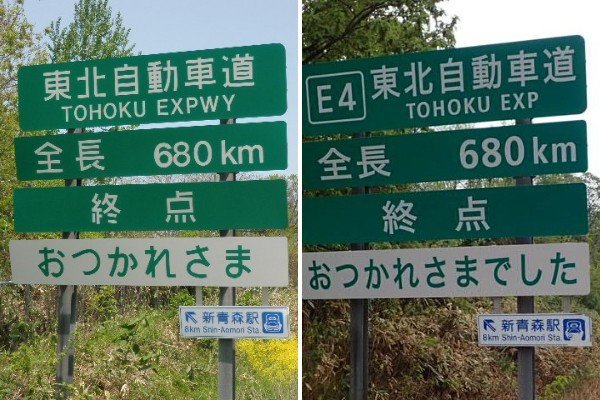 東北自動車道
TOHOKU EXPWY
全長 680km
終点
おつかれさま
新青森駅
8km Shin-Aomori Sta.
E4 東北自動車道
TOHOKU EXP
全長 680km
終点
おつかれさまでした
新青森駅
8km Shin-Aomori Sta.